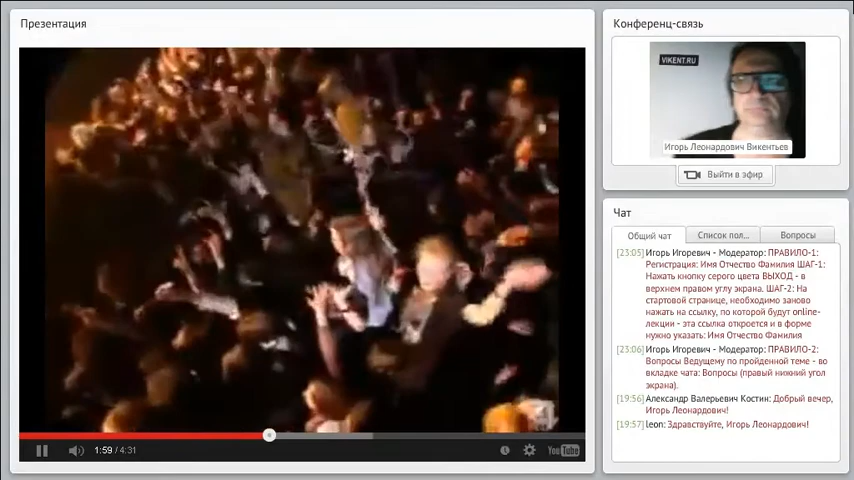 Презентация
1:59 / 4:31
YouTube
Конференц-связь
VIKENT.RU
Игорь Леонардович Викентьев
Выйти в эфир
Чат
Общий чат
Список пол...
Вопросы
[23:05] Игорь Игоревич - Модератор: ПРАВИЛО-1:
Регистрация: Имя Отчество Фамилия ШАГ-1:
Нажать кнопку серого цвета ВЫХОД - в
верхнем правом углу экрана. ШАГ-2: На
стартовой странице, необходимо заново
нажать на ссылку, по которой будут online-
лекции - эта ссылка откроется и в форме
нужно указать: Имя Отчество Фамилия
[23:06] Игорь Игоревич - Модератор: ПРАВИЛО-2:
Вопросы Ведущему по пройденной теме - во
вкладке чата: Вопросы (правый нижний угол
экрана).
[19:56] Александр Валерьевич Костин: Добрый вечер,
Игорь Леонардович!
[19:57] leon: Здравствуйте, Игорь Леонардович!